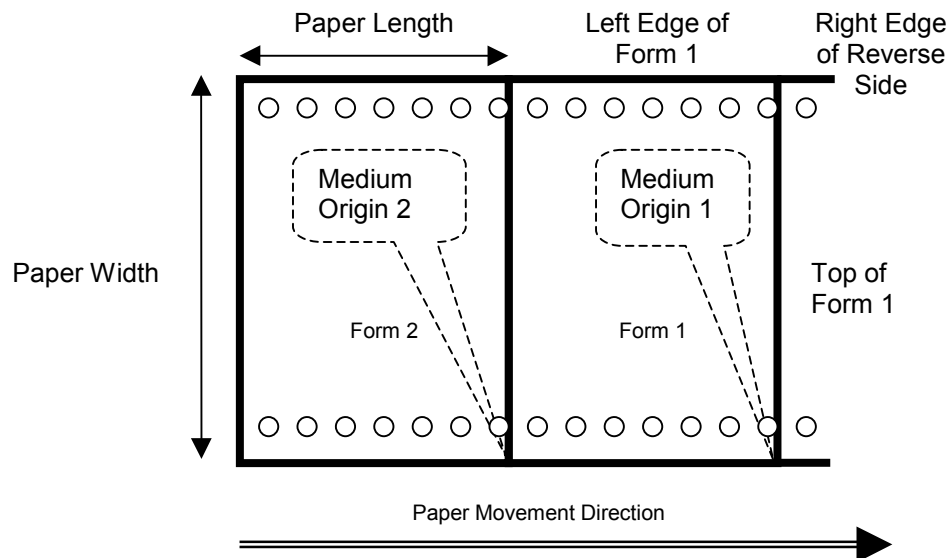 Paper Length
Left Edge of
Form 1
Right Edge
of Reverse
Side
Medium
Origin 2
Medium
Origin 1
Paper Width
Top of
Form 1
Form 2
Form 1
Paper Movement Direction